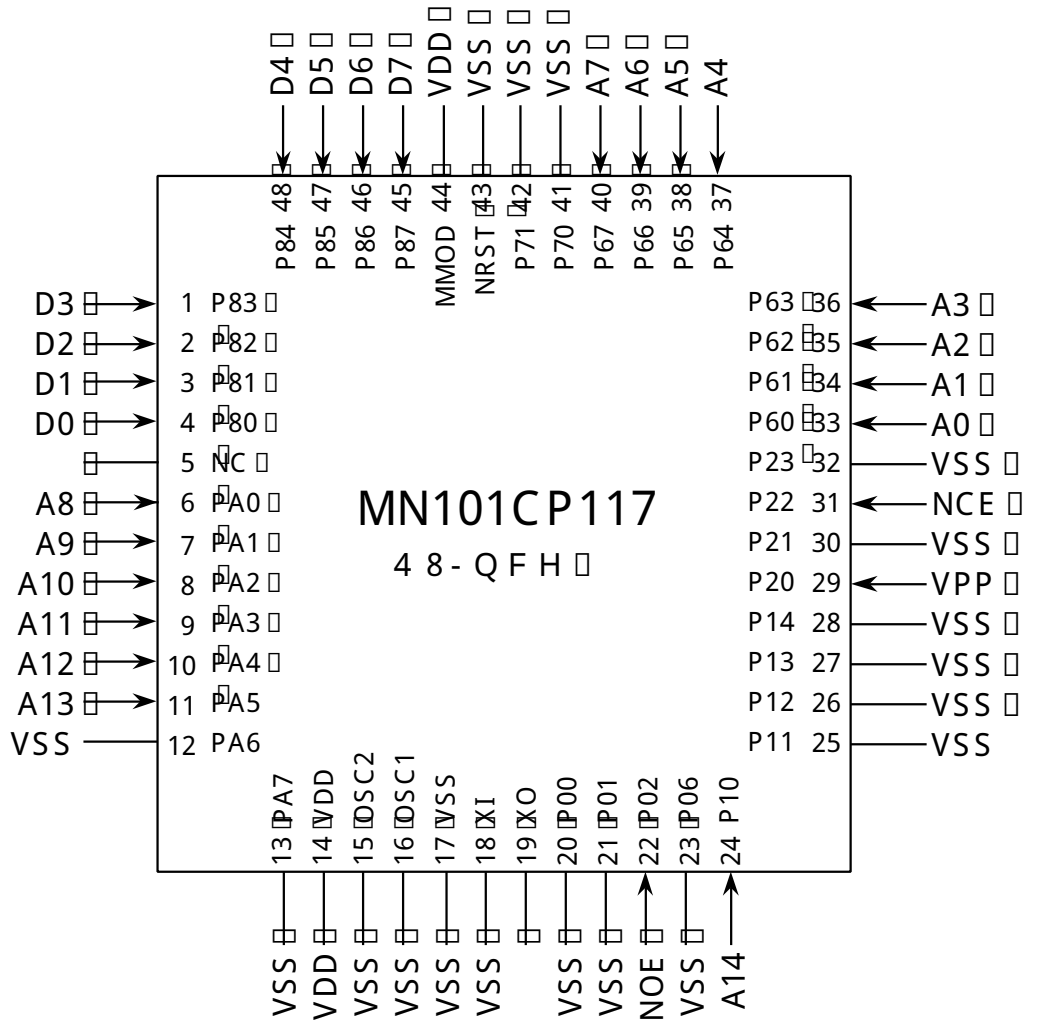 D4 D5 D6 D7 VDD VSS VSS VSS A7 A6 A5 A4
48 47 46 45 44 43 42 41 40 39 38 37
P84 P85 P86 P87 MMOD NRST P71 P70 P67 P66 P65 P64
D3 1 P83 P63 36 A3
D2 2 P82 P62 35 A2
D1 3 P81 P61 34 A1
D0 4 P80 P60 33 A0
5 NC P23 32 VSS
A8 6 PA0 P22 31 NCE
A9 7 PA1 P21 30 VSS
A10 8 PA2 P20 29 VPP
A11 9 PA3 P14 28 VSS
A12 10 PA4 P13 27 VSS
A13 11 PA5 P12 26 VSS
VSS 12 PA6 P11 25 VSS
MN101CP117
48-QFH
PA7 VDD OSC2 OSC1 VSS XI XO P00 P01 P02 P06 P10
13 14 15 16 17 18 19 20 21 22 23 24
VSS VDD VSS VSS VSS VSS VSS VSS NOE VSS A14